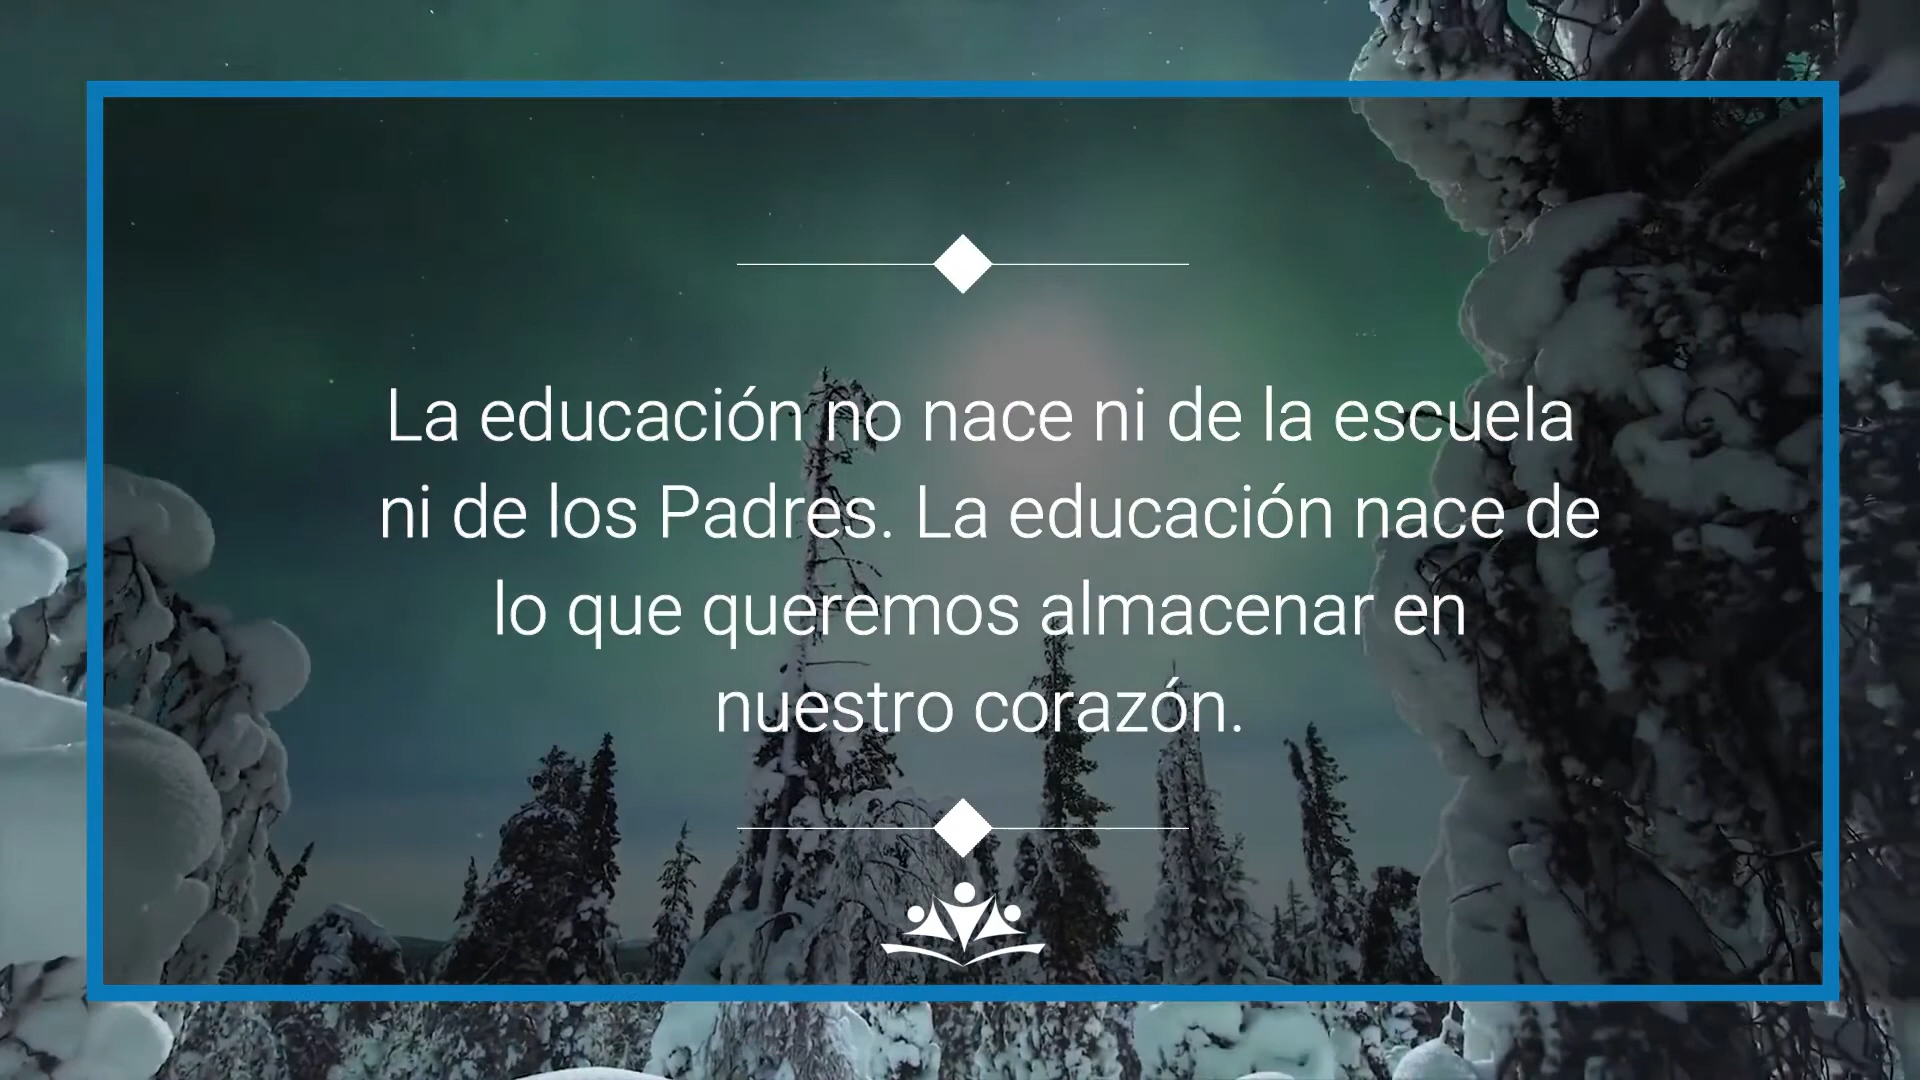 La educación no nace ni de la escuela
ni de los Padres. La educación nace de
lo que queremos almacenar en
nuestro corazón.